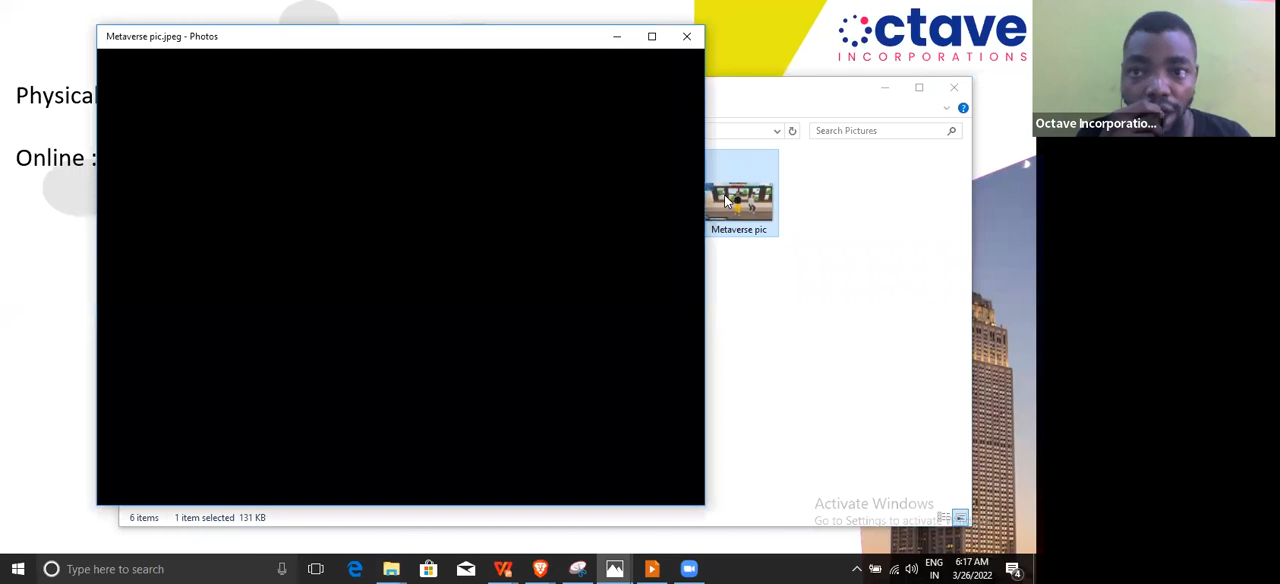 Metaverse pic.jpeg - Photos
ctave
INCORPORATIONS
Physical
Online :
Search Pictures
Octave Incorporatio...
Metaverse pic
Activate Windows
Go to Settings to activate
6 items 1 item selected 131 KB
Type here to search
ENG
IN
6:17 AM
3/26/2022
4